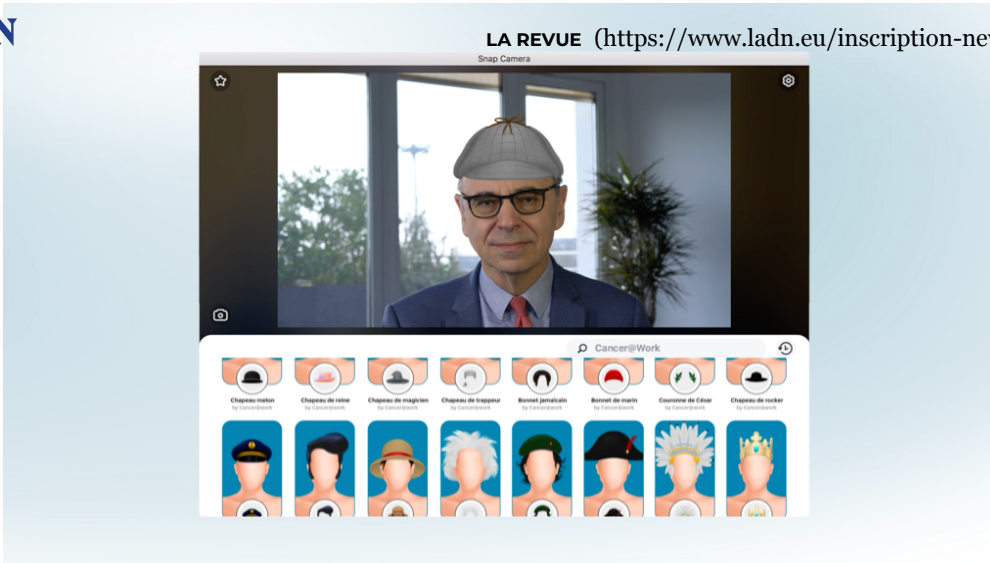 N
LA REVUE (https://www.ladn.eu/inscription-new
Snap Camera
Cancer@Work
Chapeau melon
by Cancer@work
Chapeau de reine
by Cancer@work
Chapeau de magicien
by Cancer@work
Chapeau de trappeur
by Cancer@work
Bonnet jamaïcain
by Cancer@work
Bonnet de marin
by Cancer@work
Couronne de César
by Cancer@work
Chapeau de rocker
by Cancer@work